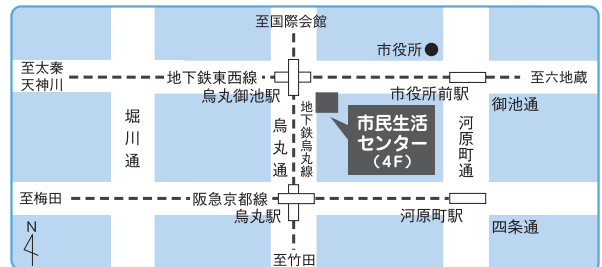 至国際会館
市役所
至太秦
天神川
地下鉄東西線
至六地蔵
烏丸御池駅
市役所前駅
御池通
堀川通
烏丸通
地下鉄烏丸線
市民生活
センター
(4F)
河原町通
至梅田
阪急京都線
烏丸駅
河原町駅
四条通
N
至竹田